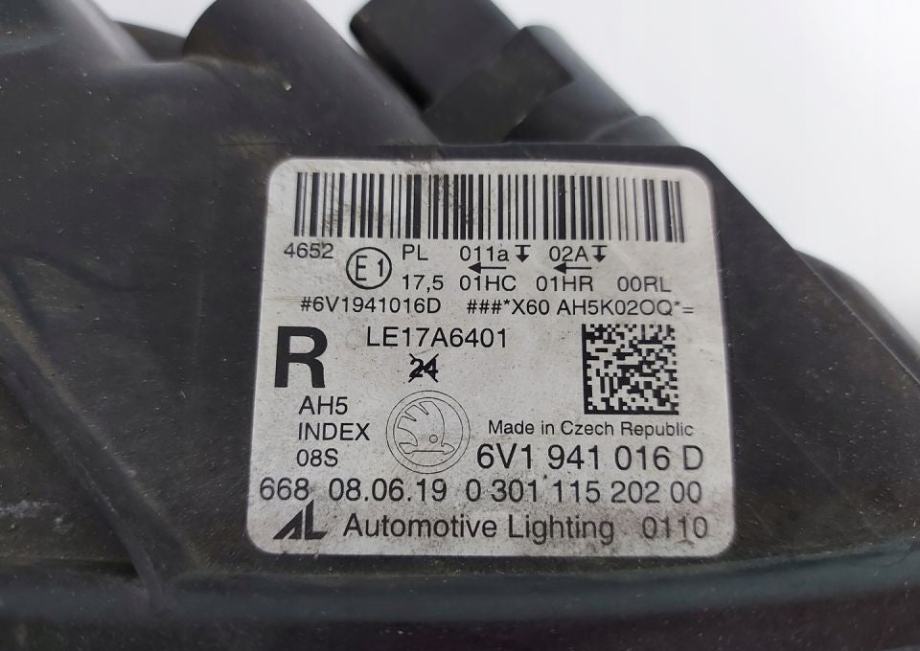 4652 E1 PL 011a 02A
17,5 01HC 01HR 00RL
#6V1941016D ###*X60 AH5K02OQ*=
R LE17A6401
24
AH5
INDEX Made in Czech Republic
08S 6V1 941 016 D
668 08.06.19 0 301 115 202 00
AL Automotive Lighting 0110